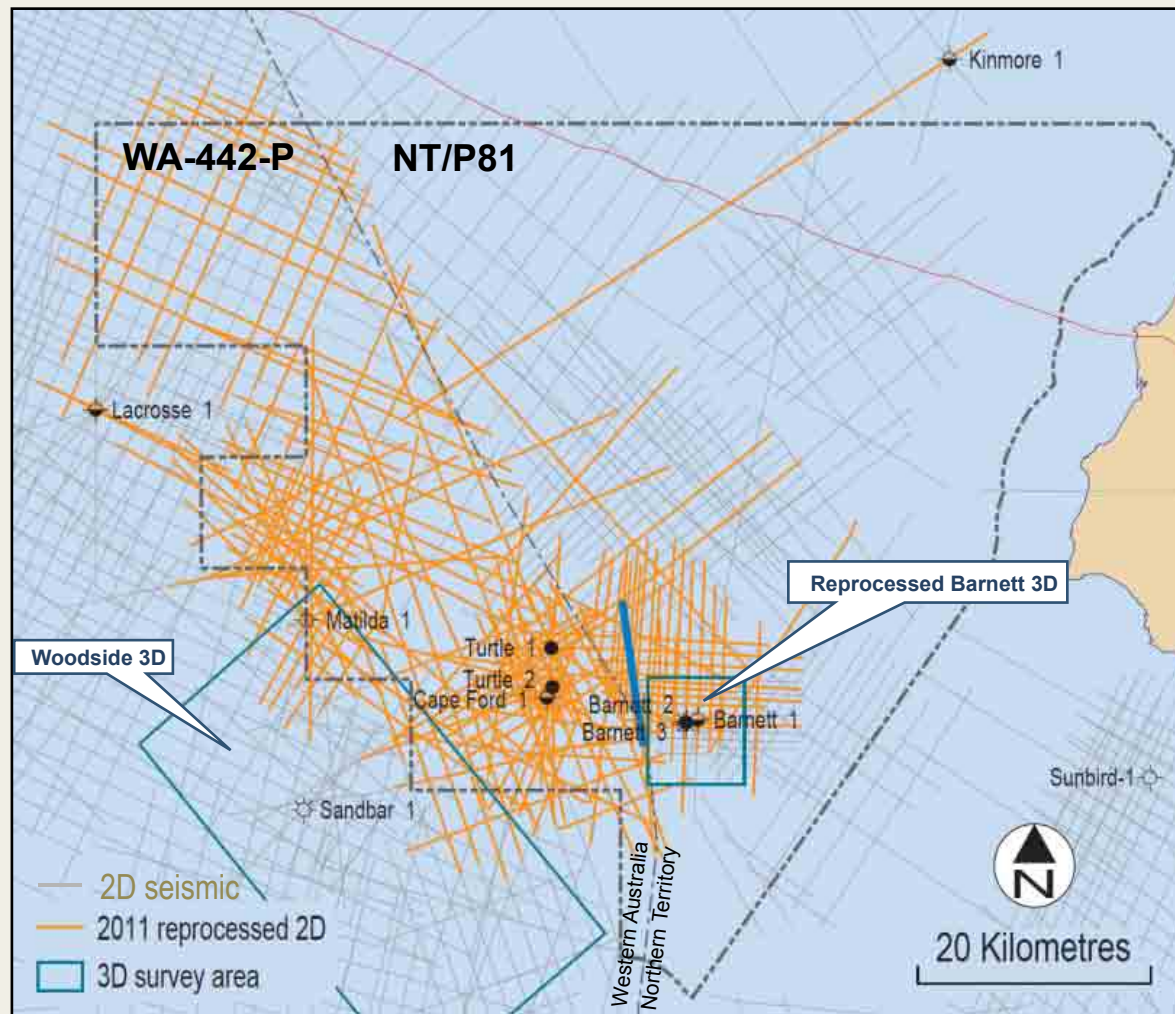 Kinmore 1
WA-442-P
NT/P81
Lacrosse 1
Reprocessed Barnett 3D
Matilda 1
Woodside 3D
Turtle 1
Turtle 2
Cape Ford 1
Barnett 2
Barnett 1
Barnett 3
Sunbird-1
Sandbar 1
Western Australia
Northern Territory
N
2D seismic
2011 reprocessed 2D
3D survey area
20 Kilometres